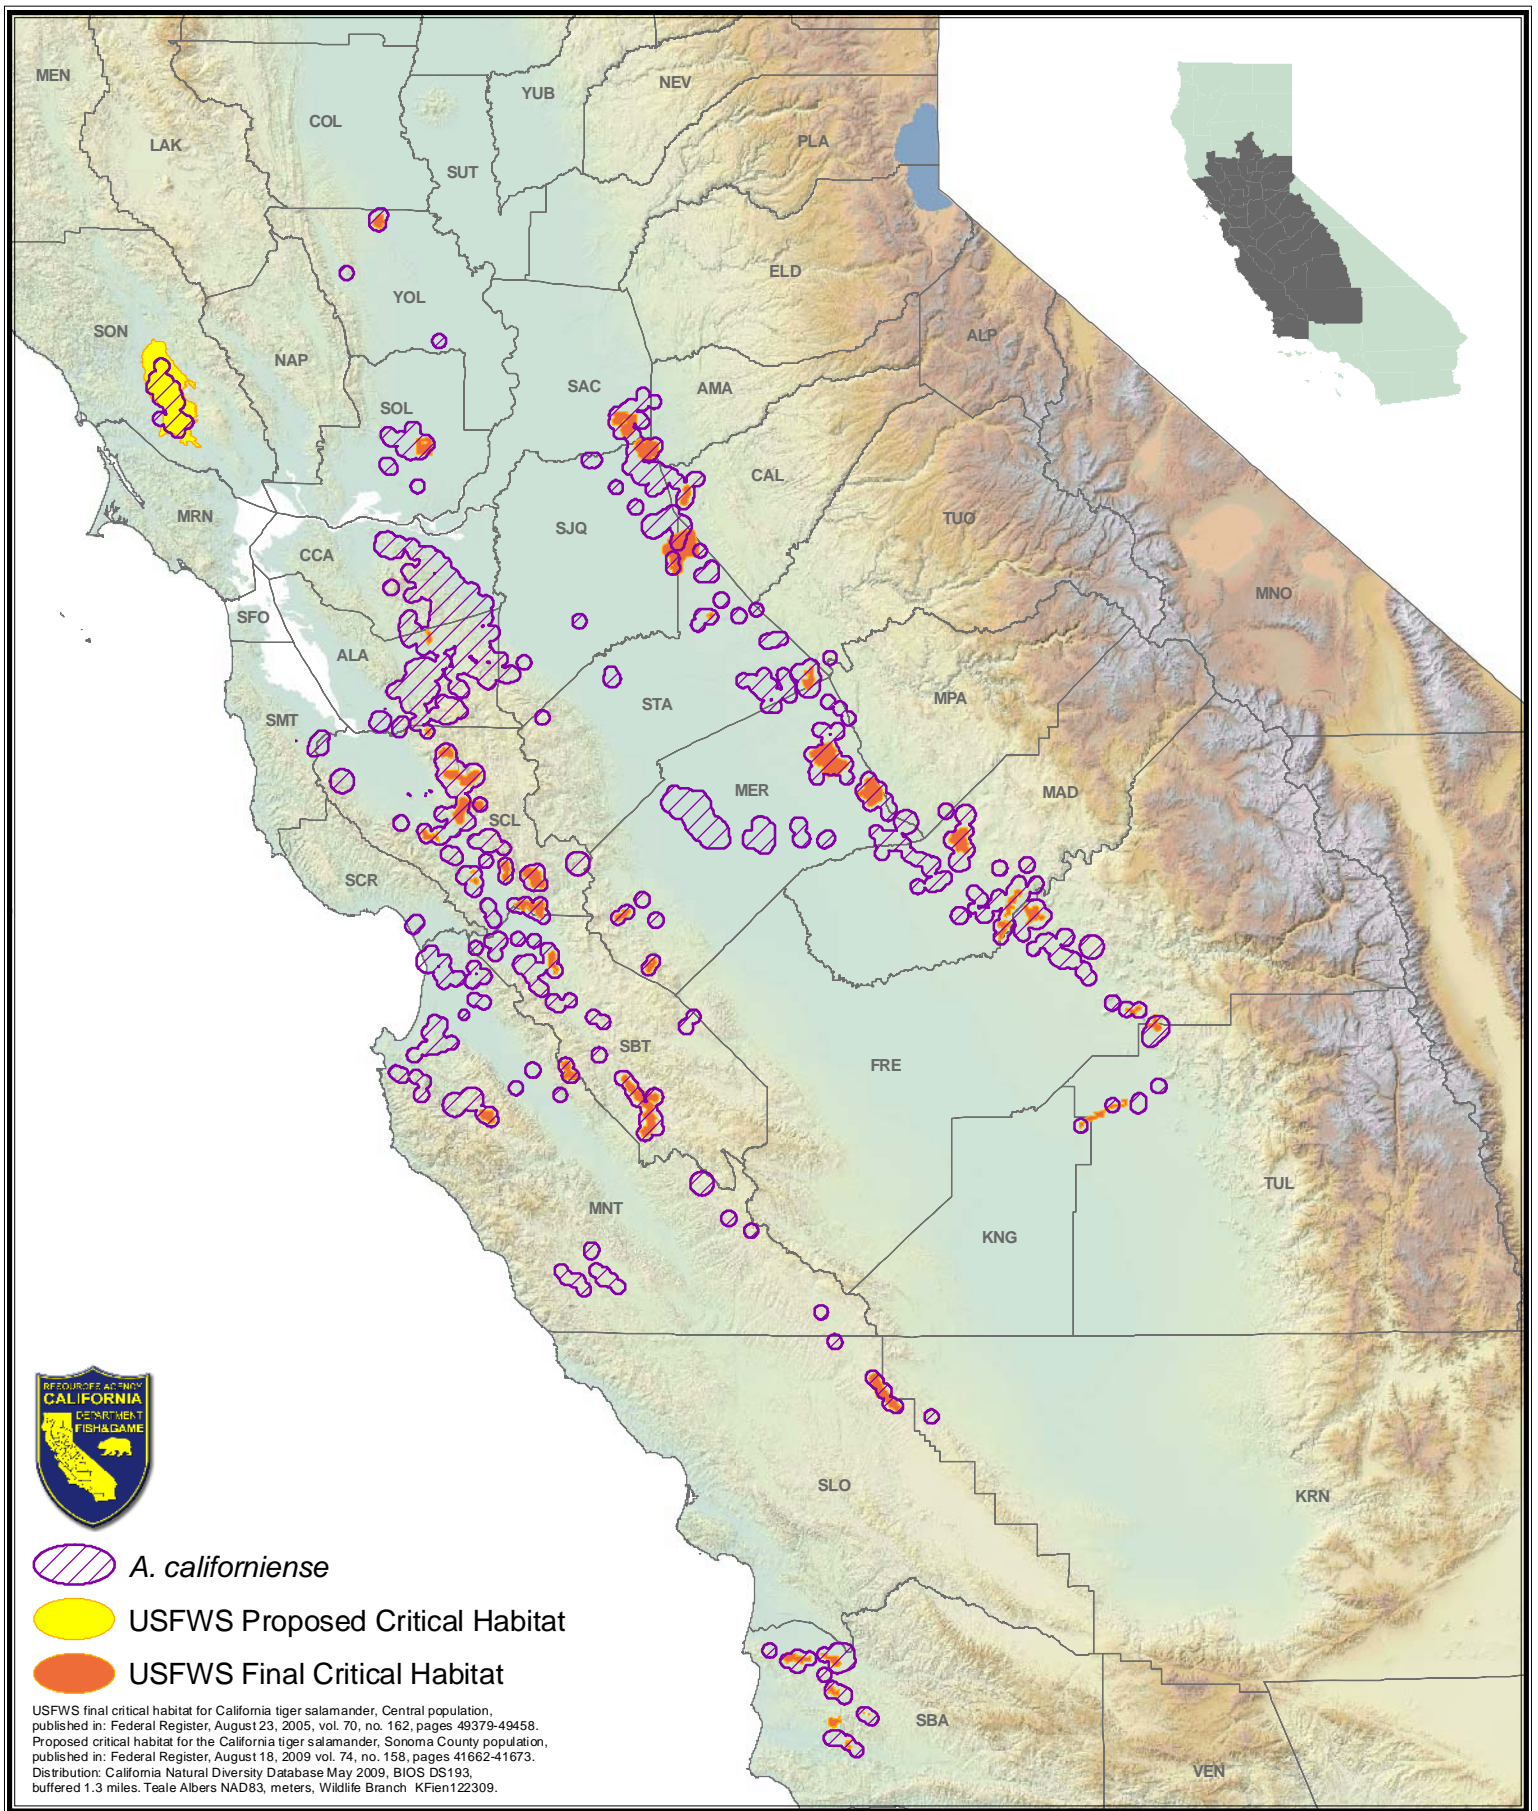 MEN
NEV
YUB
COL
PLA
LAK
SUT
ELD
YOL
SON
ALP
NAP
SAC
AMA
SOL
CAL
MRN
TUO
SJQ
CCA
MNO
SFO
ALA
MPA
STA
SMT
MER
MAD
SCL
SCR
SBT
FRE
TUL
MNT
KNG
SLO
KRN
SBA
VEN
RESOURCES AGENCY
CALIFORNIA
DEPARTMENT
FISH&GAME
A. californiense
USFWS Proposed Critical Habitat
USFWS Final Critical Habitat
USFWS final critical habitat for California tiger salamander, Central population,
published in: Federal Register, August 23, 2005, vol. 70, no. 162, pages 49379-49458.
Proposed critical habitat for the California tiger salamander, Sonoma County population,
published in: Federal Register, August 18, 2009 vol. 74, no. 158, pages 41662-41673.
Distribution: California Natural Diversity Database May 2009, BIOS DS193,
buffered 1.3 miles. Teale Albers NAD83, meters, Wildlife Branch KFien122309.